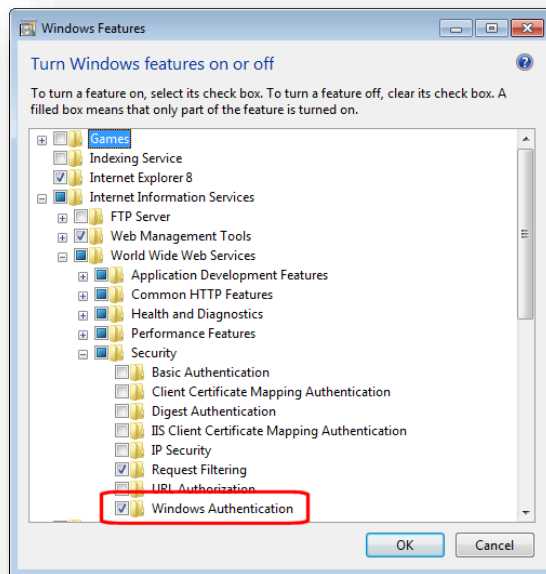 Windows Features
Turn Windows features on or off
To turn a feature on, select its check box. To turn a feature off, clear its check box. A
filled box means that only part of the feature is turned on.
Games
Indexing Service
Internet Explorer 8
Internet Information Services
FTP Server
Web Management Tools
World Wide Web Services
Application Development Features
Common HTTP Features
Health and Diagnostics
Performance Features
Security
Basic Authentication
Client Certificate Mapping Authentication
Digest Authentication
IIS Client Certificate Mapping Authentication
IP Security
Request Filtering
URL Authorization
Windows Authentication
OK Cancel